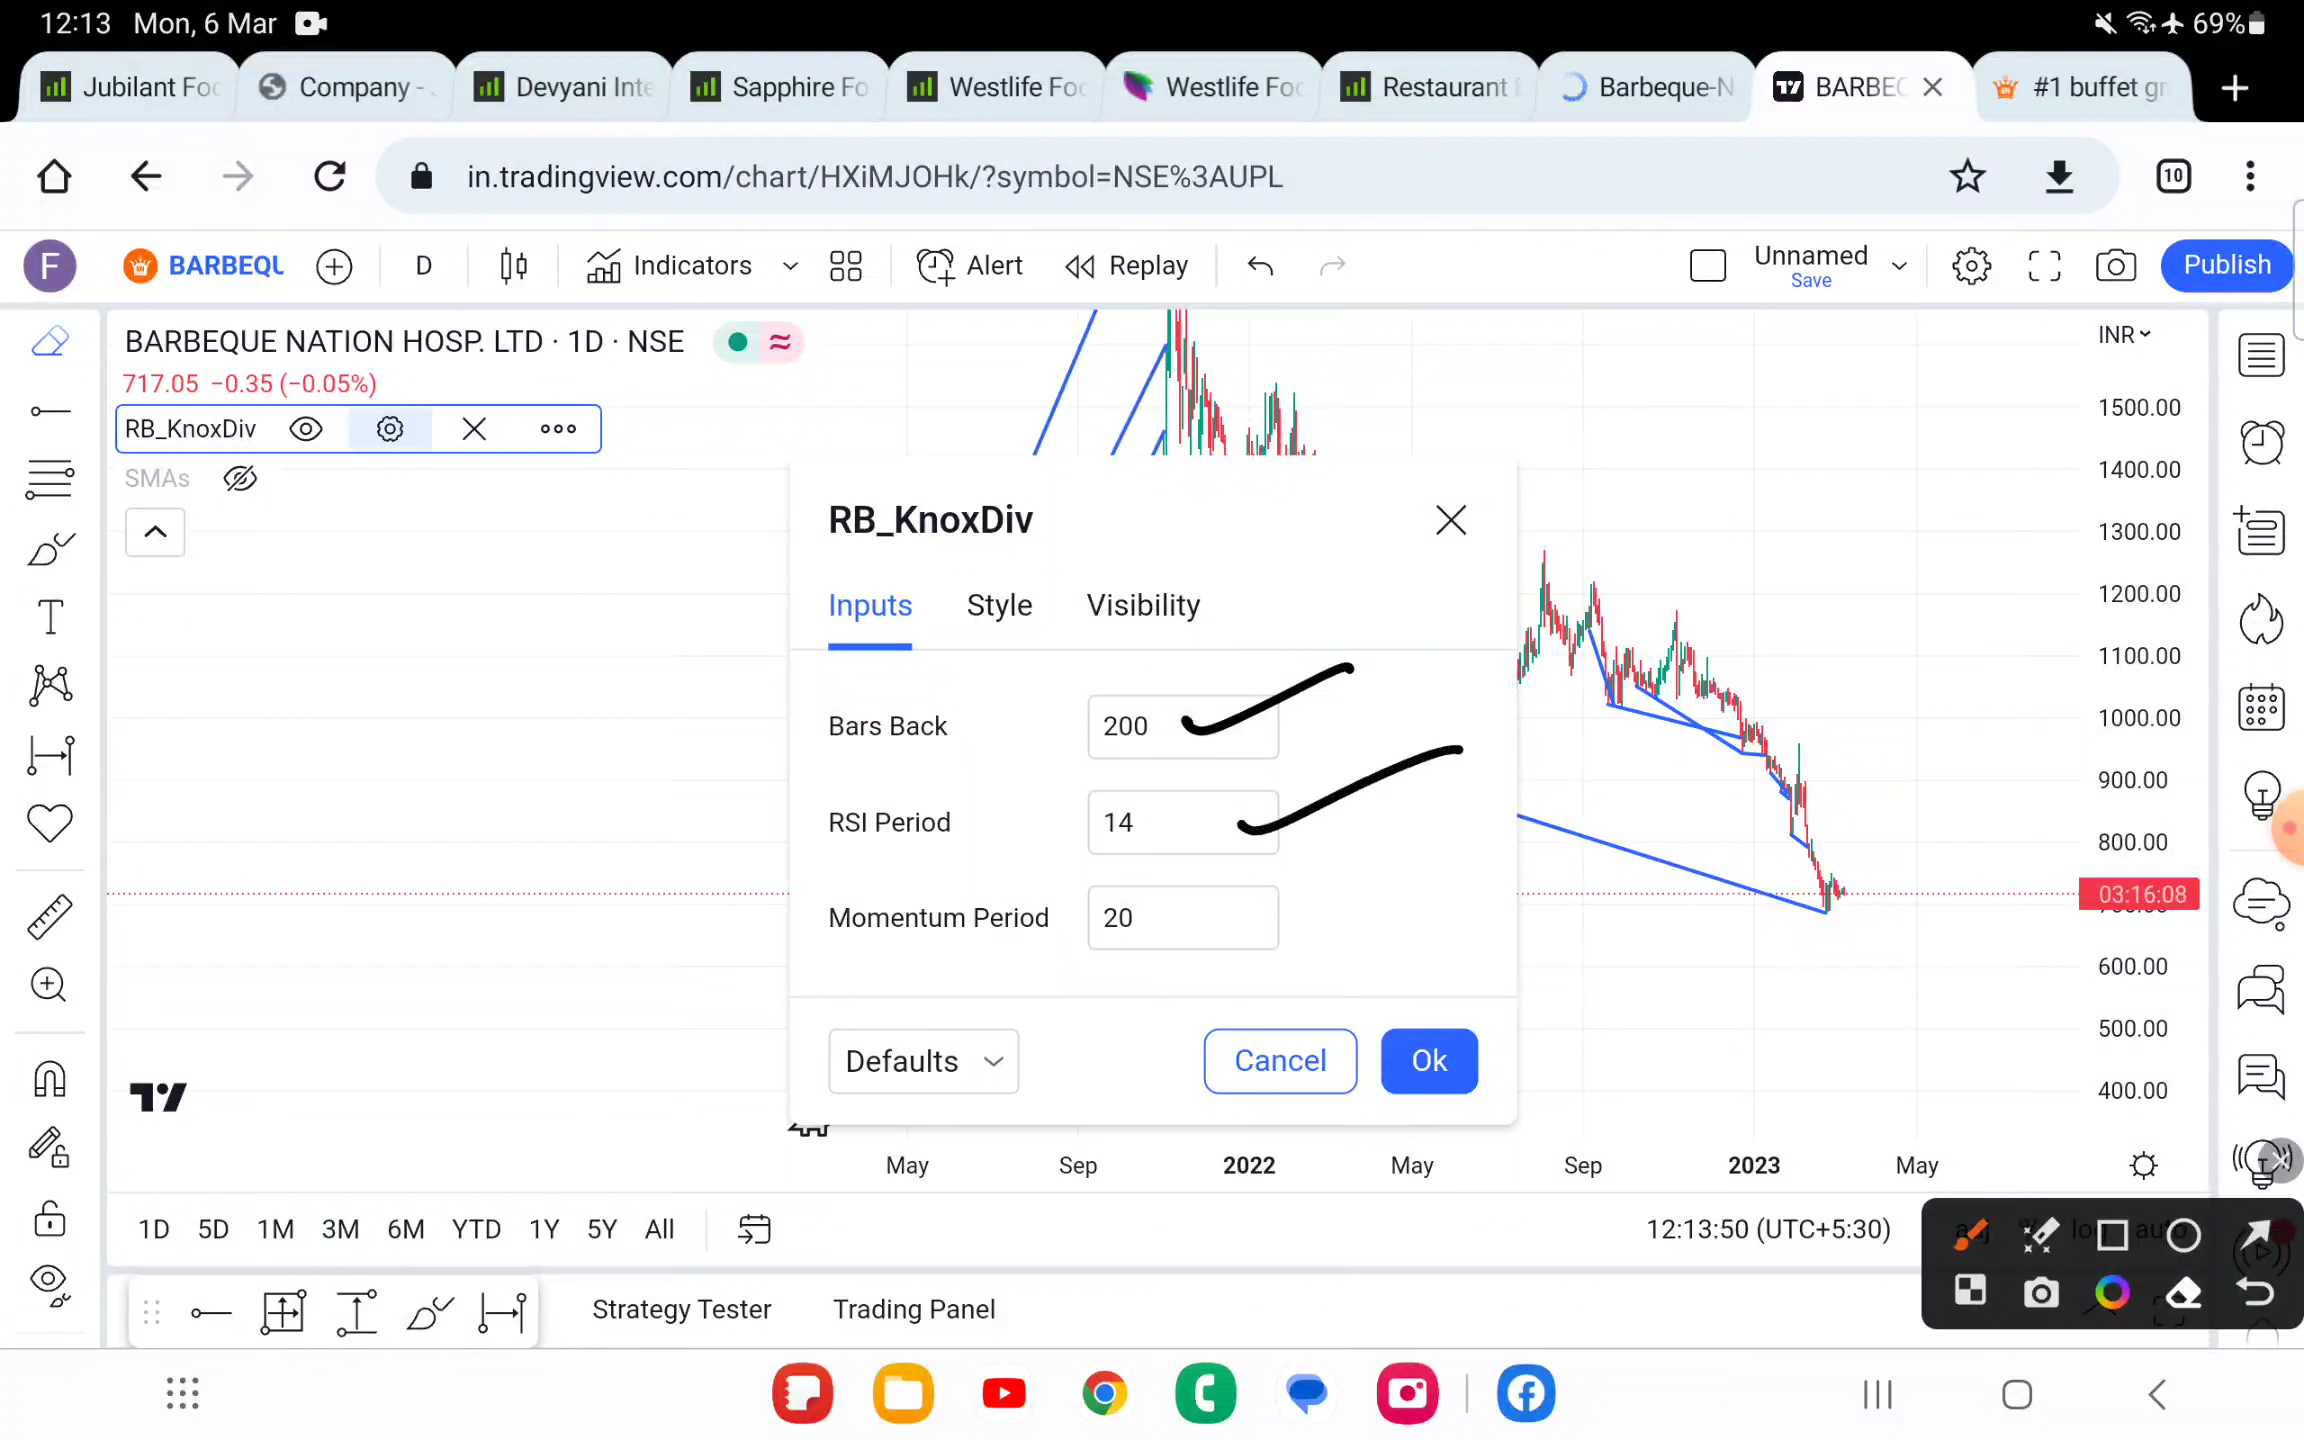 12:13 Mon, 6 Mar 69%
Jubilant Foo Company - Devyani Inte Sapphire Fo Westlife Foo Westlife Foo Restaurant Barbeque-N BARBEC #1 buffet gr
in.tradingview.com/chart/HXiMJOHk/?symbol=NSE%3AUPL 10
F BARBEQU D Indicators Alert Replay Unnamed Save Publish
BARBEQUE NATION HOSP. LTD · 1D · NSE
717.05 −0.35 (−0.05%)
RB_KnoxDiv
SMAs
INR
1500.00
1400.00
1300.00
1200.00
1100.00
1000.00
900.00
800.00
03:16:08
600.00
500.00
400.00
RB_KnoxDiv
Inputs Style Visibility
Bars Back 200
RSI Period 14
Momentum Period 20
Defaults Cancel Ok
May Sep 2022 May Sep 2023 May
1D 5D 1M 3M 6M YTD 1Y 5Y All 12:13:50 (UTC+5:30)
Strategy Tester Trading Panel